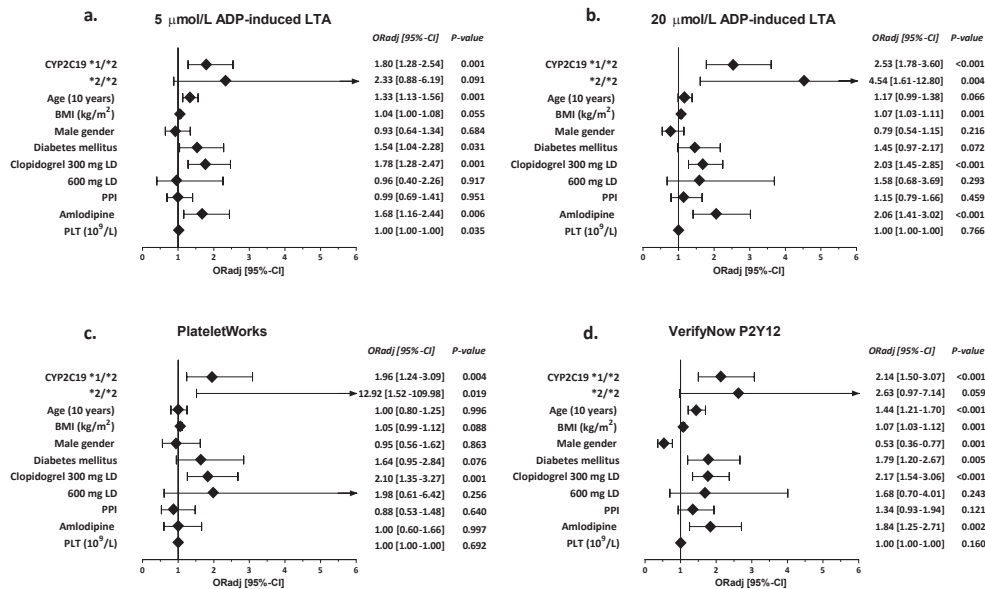 a. 5 μmol/L ADP-induced LTA
ORadj [95%-CI] P-value
CYP2C19 *1/*2 1.80 [1.28-2.54] 0.001
*2/*2 2.33 [0.88-6.19] 0.091
Age (10 years) 1.33 [1.13-1.56] 0.001
BMI (kg/m²) 1.04 [1.00-1.08] 0.055
Male gender 0.93 [0.64-1.34] 0.684
Diabetes mellitus 1.54 [1.04-2.28] 0.031
Clopidogrel 300 mg LD 1.78 [1.28-2.47] 0.001
600 mg LD 0.96 [0.40-2.26] 0.917
PPI 0.99 [0.69-1.41] 0.951
Amlodipine 1.68 [1.16-2.44] 0.006
PLT (10⁹/L) 1.00 [1.00-1.00] 0.035
0 1 2 3 4 5 6
ORadj [95%-CI]
b. 20 μmol/L ADP-induced LTA
ORadj [95%-CI] P-value
CYP2C19 *1/*2 2.53 [1.78-3.60] <0.001
*2/*2 4.54 [1.61-12.80] 0.004
Age (10 years) 1.17 [0.99-1.38] 0.066
BMI (kg/m²) 1.07 [1.03-1.11] 0.001
Male gender 0.79 [0.54-1.15] 0.216
Diabetes mellitus 1.45 [0.97-2.17] 0.072
Clopidogrel 300 mg LD 2.03 [1.45-2.85] <0.001
600 mg LD 1.58 [0.68-3.69] 0.293
PPI 1.15 [0.79-1.66] 0.459
Amlodipine 2.06 [1.41-3.02] <0.001
PLT (10⁹/L) 1.00 [1.00-1.00] 0.766
0 1 2 3 4 5 6
ORadj [95%-CI]
c. PlateletWorks
ORadj [95%-CI] P-value
CYP2C19 *1/*2 1.96 [1.24-3.09] 0.004
*2/*2 12.92 [1.52-109.98] 0.019
Age (10 years) 1.00 [0.80-1.25] 0.996
BMI (kg/m²) 1.05 [0.99-1.12] 0.088
Male gender 0.95 [0.56-1.62] 0.863
Diabetes mellitus 1.64 [0.95-2.84] 0.076
Clopidogrel 300 mg LD 2.10 [1.35-3.27] 0.001
600 mg LD 1.98 [0.61-6.42] 0.256
PPI 0.88 [0.53-1.48] 0.640
Amlodipine 1.00 [0.60-1.66] 0.997
PLT (10⁹/L) 1.00 [1.00-1.00] 0.692
0 1 2 3 4 5 6
ORadj [95%-CI]
d. VerifyNow P2Y12
ORadj [95%-CI] P-value
CYP2C19 *1/*2 2.14 [1.50-3.07] <0.001
*2/*2 2.63 [0.97-7.14] 0.059
Age (10 years) 1.44 [1.21-1.70] <0.001
BMI (kg/m²) 1.07 [1.03-1.12] 0.001
Male gender 0.53 [0.36-0.77] 0.001
Diabetes mellitus 1.79 [1.20-2.67] 0.005
Clopidogrel 300 mg LD 2.17 [1.54-3.06] <0.001
600 mg LD 1.68 [0.70-4.01] 0.243
PPI 1.34 [0.93-1.94] 0.121
Amlodipine 1.84 [1.25-2.71] 0.002
PLT (10⁹/L) 1.00 [1.00-1.00] 0.160
0 1 2 3 4 5 6
ORadj [95%-CI]